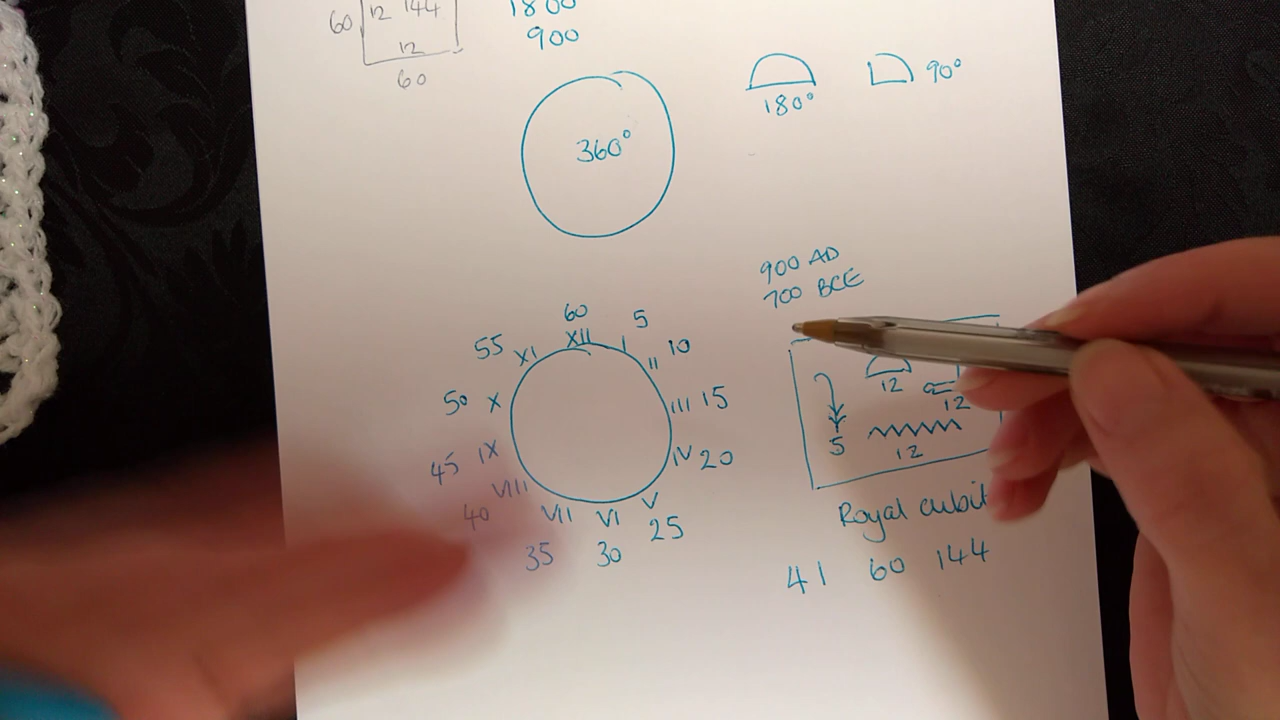 60 12 144
12
60
1800
900
360°
180°
90°
900 AD
700 BCE
60
XII
5
I
10
II
III 15
IV 20
V
25
VI
30
VII
35
VIII
40
45 IX
50 X
55 XI
12
12
5
12
Royal cubit
41 60 144